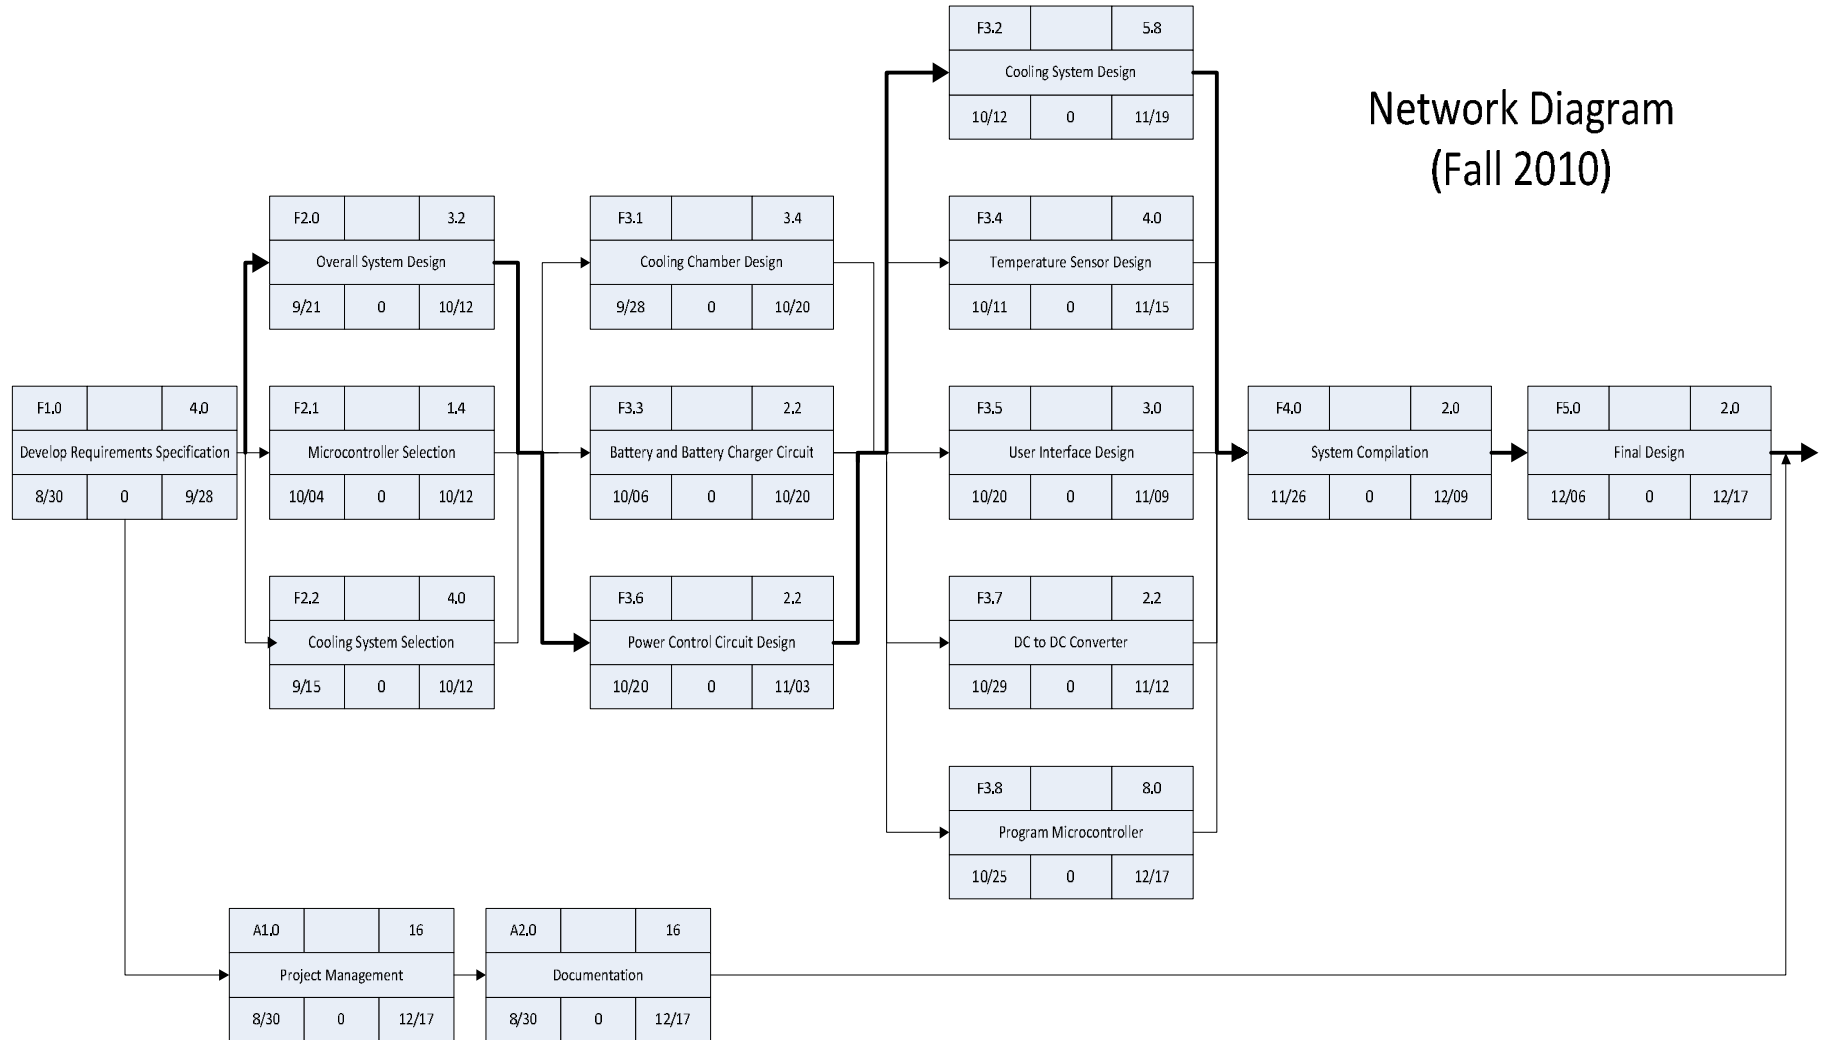 Network Diagram
(Fall 2010)
F1.0 4.0
Develop Requirements Specification
8/30 0 9/28
F2.0 3.2
Overall System Design
9/21 0 10/12
F2.1 1.4
Microcontroller Selection
10/04 0 10/12
F2.2 4.0
Cooling System Selection
9/15 0 10/12
F3.1 3.4
Cooling Chamber Design
9/28 0 10/20
F3.3 2.2
Battery and Battery Charger Circuit
10/06 0 10/20
F3.6 2.2
Power Control Circuit Design
10/20 0 11/03
F3.2 5.8
Cooling System Design
10/12 0 11/19
F3.4 4.0
Temperature Sensor Design
10/11 0 11/15
F3.5 3.0
User Interface Design
10/20 0 11/09
F3.7 2.2
DC to DC Converter
10/29 0 11/12
F3.8 8.0
Program Microcontroller
10/25 0 12/17
F4.0 2.0
System Compilation
11/26 0 12/09
F5.0 2.0
Final Design
12/06 0 12/17
A1.0 16
Project Management
8/30 0 12/17
A2.0 16
Documentation
8/30 0 12/17